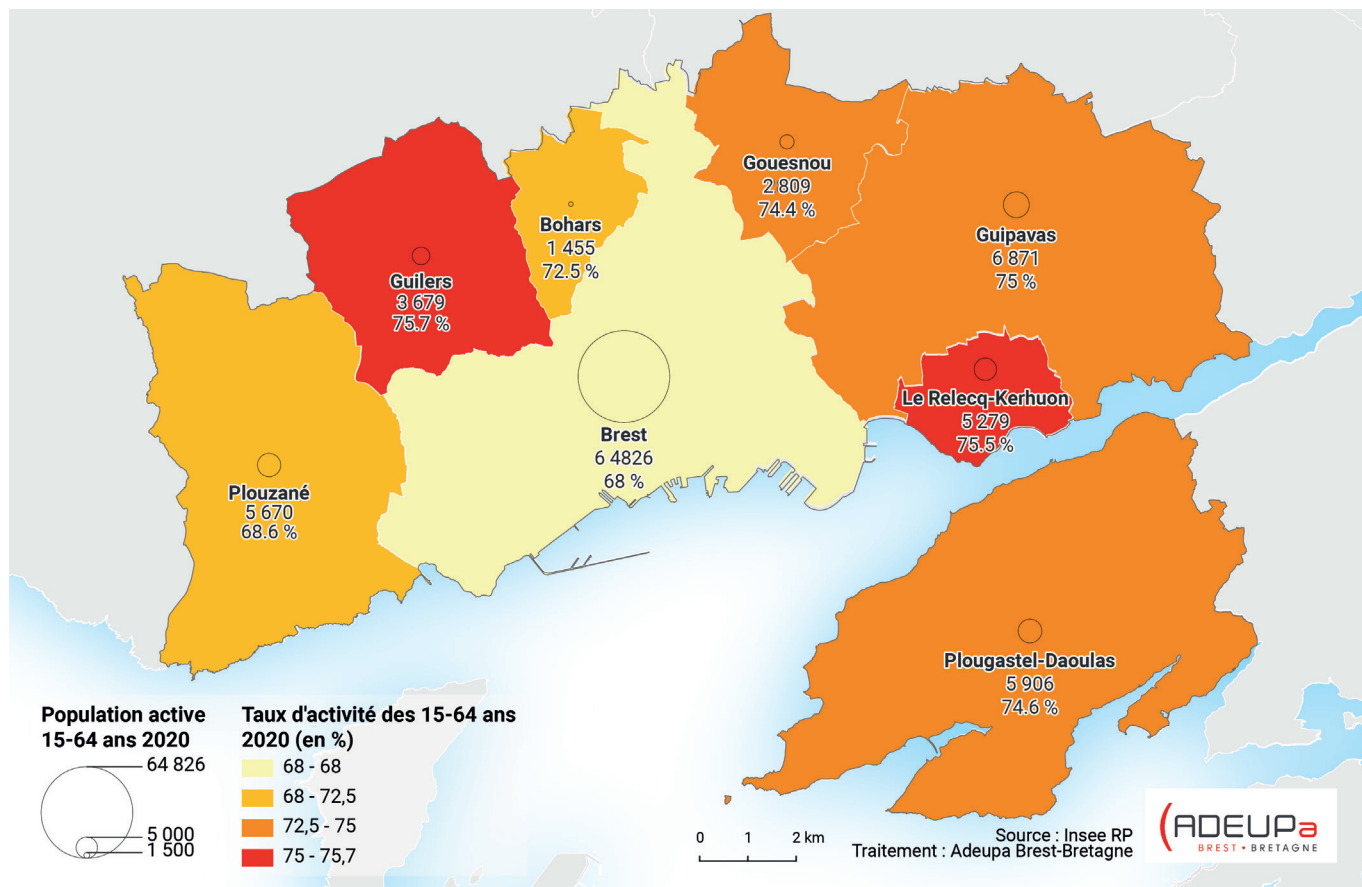 Gouesnou
2 809
74.4 %
Bohars
1 455
72.5 %
Guipavas
6 871
75 %
Guilers
3 679
75.7 %
Le Relecq-Kerhuon
5 279
75.5 %
Brest
6 4826
68 %
Plouzané
5 670
68.6 %
Plougastel-Daoulas
5 906
74.6 %
Population active
15-64 ans 2020
64 826
5 000
1 500
Taux d'activité des 15-64 ans
2020 (en %)
68 - 68
68 - 72,5
72,5 - 75
75 - 75,7
0 1 2 km
Source : Insee RP
Traitement : Adeupa Brest-Bretagne
ADEUPa
BREST • BRETAGNE